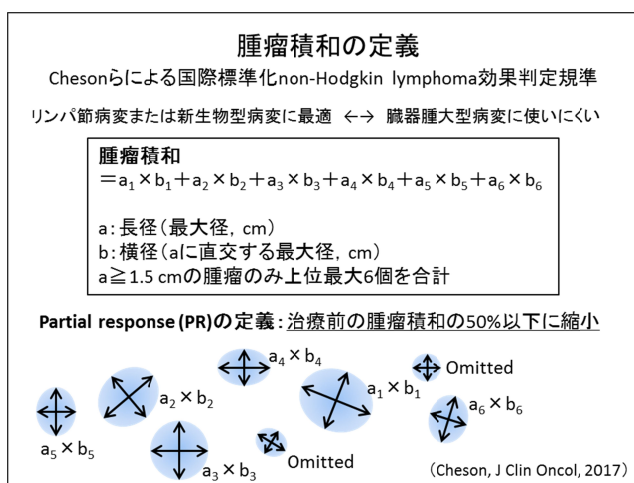 腫瘤積和の定義
Chesonらによる国際標準化non-Hodgkin lymphoma効果判定規準
リンパ節病変または新生物型病変に最適 ←→ 臓器腫大型病変に使いにくい
腫瘤積和
＝a₁×b₁＋a₂×b₂＋a₃×b₃＋a₄×b₄＋a₅×b₅＋a₆×b₆
a：長径（最大径，cm）
b：横径（aに直交する最大径，cm）
a≧1.5 cmの腫瘤のみ上位最大6個を合計
Partial response (PR)の定義：治療前の腫瘤積和の50%以下に縮小
a₄×b₄
Omitted
a₂×b₂
a₁×b₁
a₆×b₆
a₅×b₅
a₃×b₃
Omitted
（Cheson, J Clin Oncol, 2017）